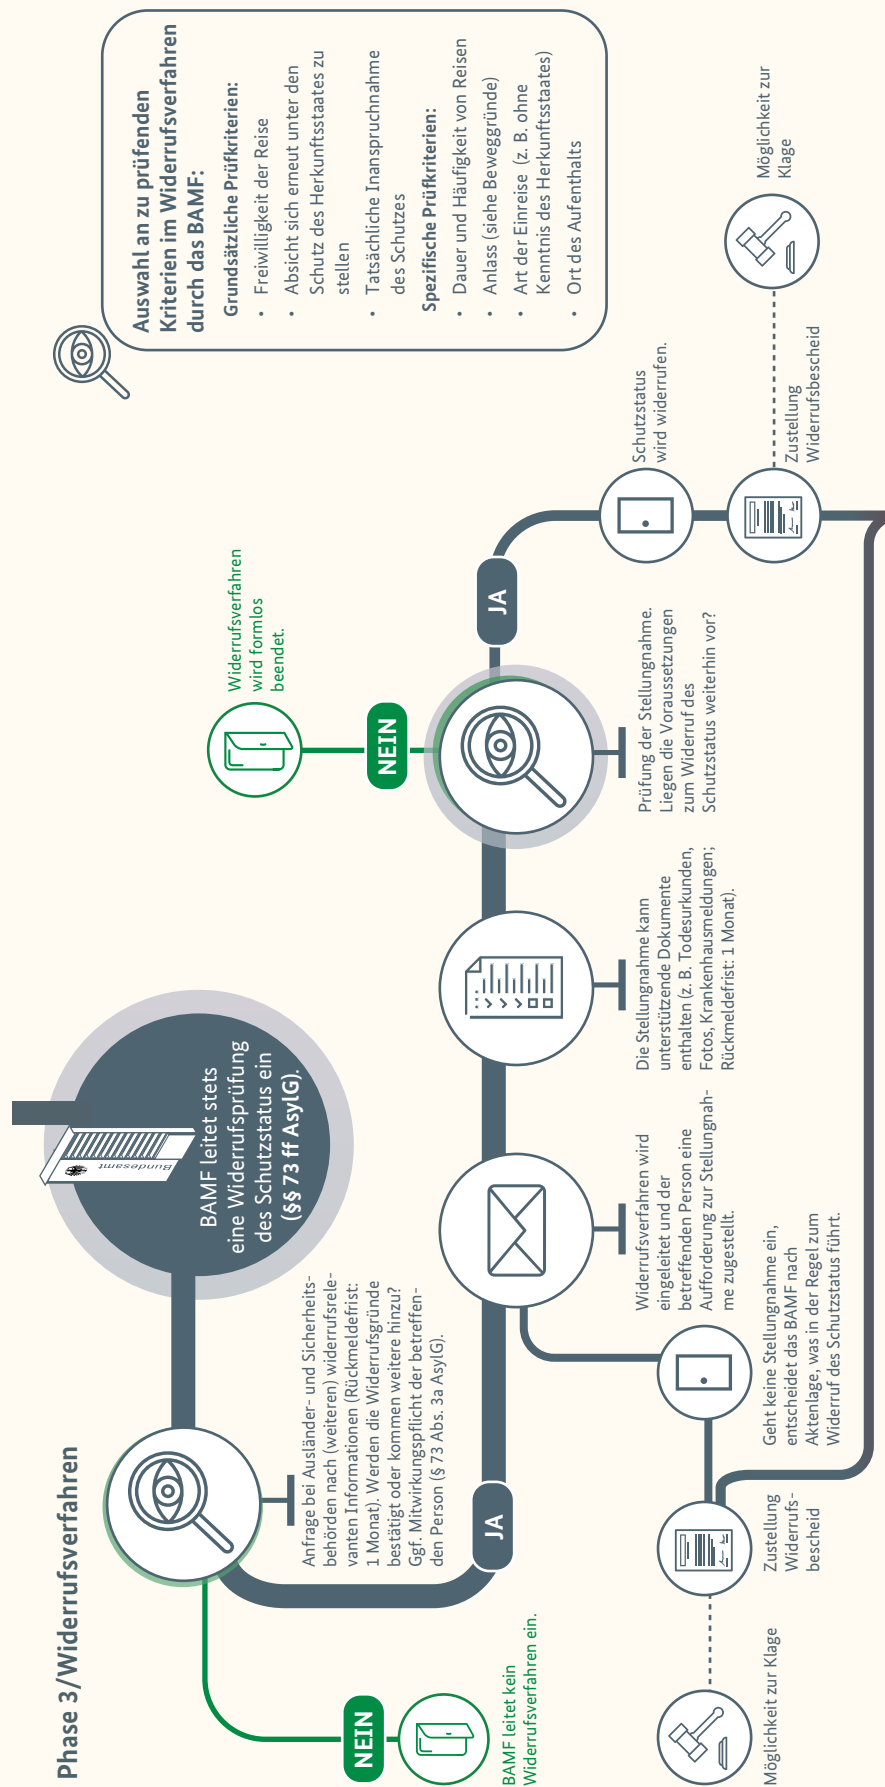 Phase 3/Widerrufsverfahren
Bundesamt
BAMF leitet stets
eine Widerrufsprüfung
des Schutzstatus ein
(§§ 73 ff AsylG).
Anfrage bei Ausländer- und Sicherheits-
behörden nach (weiteren) widerrufsrele-
vanten Informationen (Rückmeldefrist:
1 Monat). Werden die Widerrufsgründe
bestätigt oder kommen weitere hinzu?
Ggf. Mitwirkungspflicht der betreffen-
den Person (§ 73 Abs. 3a AsylG).
NEIN
BAMF leitet kein
Widerrufsverfahren ein.
JA
Widerrufsverfahren wird
eingeleitet und der
betreffenden Person eine
Aufforderung zur Stellungnah-
me zugestellt.
Geht keine Stellungnahme ein,
entscheidet das BAMF nach
Aktenlage, was in der Regel zum
Widerruf des Schutzstatus führt.
Zustellung
Widerrufs-
bescheid
Möglichkeit zur Klage
Die Stellungnahme kann
unterstützende Dokumente
enthalten (z. B. Todesurkunden,
Fotos, Krankenhausmeldungen;
Rückmeldefrist: 1 Monat).
Prüfung der Stellungnahme.
Liegen die Voraussetzungen
zum Widerruf des
Schutzstatus weiterhin vor?
NEIN
Widerrufsverfahren
wird formlos
beendet.
JA
Schutzstatus
wird widerrufen.
Zustellung
Widerrufsbescheid
Möglichkeit zur
Klage
Auswahl an zu prüfenden
Kriterien im Widerrufsverfahren
durch das BAMF:
Grundsätzliche Prüfkriterien:
• Freiwilligkeit der Reise
• Absicht sich erneut unter den
Schutz des Herkunftsstaates zu
stellen
• Tatsächliche Inanspruchnahme
des Schutzes
Spezifische Prüfkriterien:
• Dauer und Häufigkeit von Reisen
• Anlass (siehe Beweggründe)
• Art der Einreise (z. B. ohne
Kenntnis des Herkunftsstaates)
• Ort des Aufenthalts